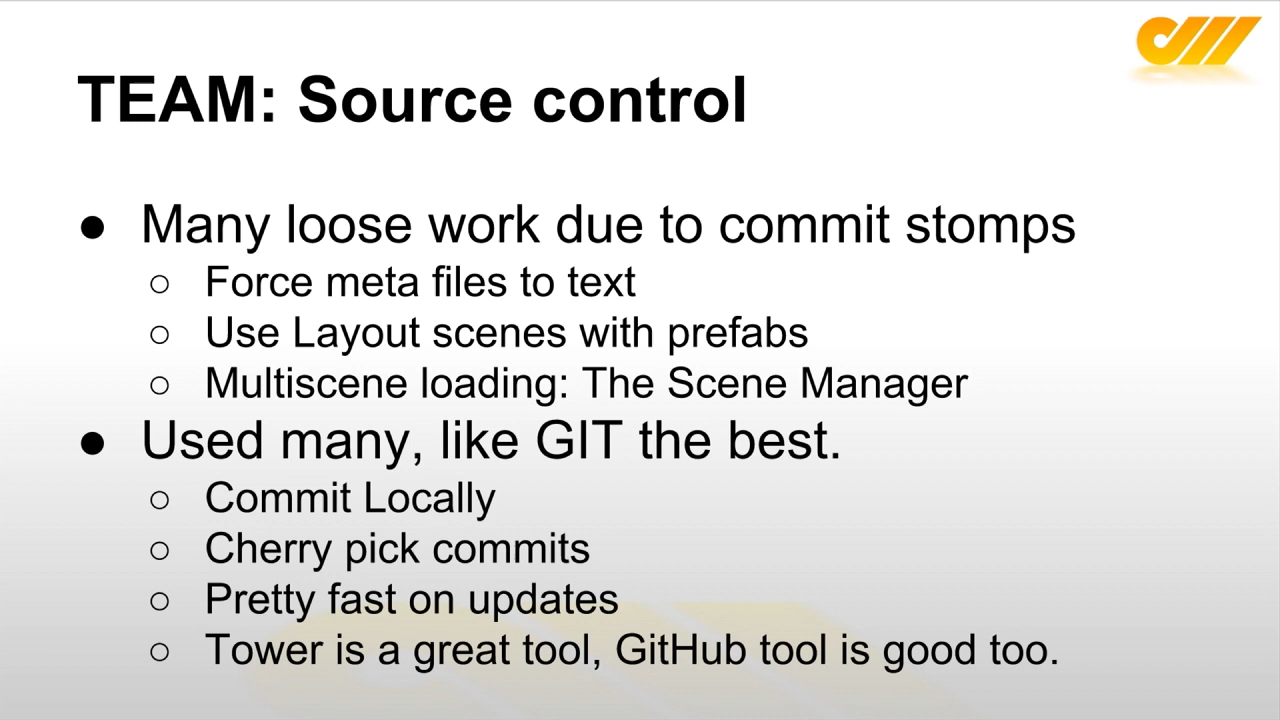 TEAM: Source control
● Many loose work due to commit stomps
○ Force meta files to text
○ Use Layout scenes with prefabs
○ Multiscene loading: The Scene Manager
● Used many, like GIT the best.
○ Commit Locally
○ Cherry pick commits
○ Pretty fast on updates
○ Tower is a great tool, GitHub tool is good too.